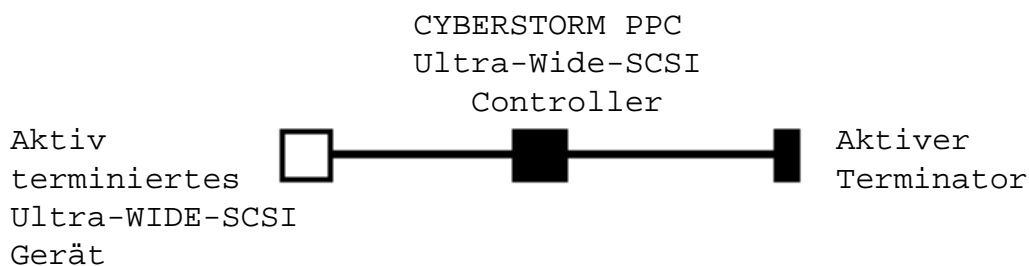 CYBERSTORM PPC
Ultra-Wide-SCSI
Controller
Aktiv
terminiertes
Ultra-WIDE-SCSI
Gerät
Aktiver
Terminator